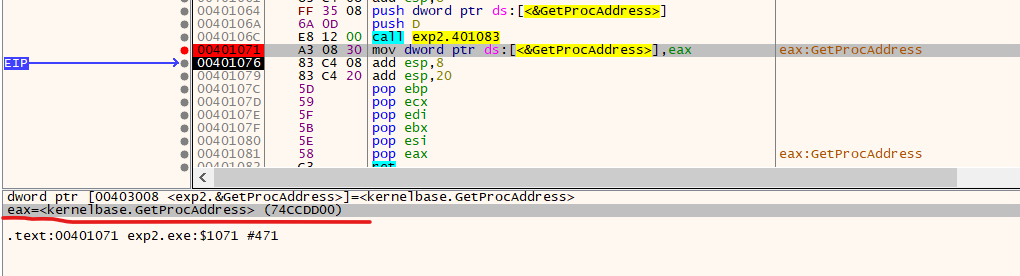 00401064 FF 35 08 push dword ptr ds:[<&GetProcAddress>]
0040106A 6A 0D push D
0040106C E8 12 00 call exp2.401083
00401071 A3 08 30 mov dword ptr ds:[<&GetProcAddress>],eax eax:GetProcAddress
EIP 00401076 83 C4 08 add esp,8
00401079 83 C4 20 add esp,20
0040107C 5D pop ebp
0040107D 59 pop ecx
0040107E 5F pop edi
0040107F 5B pop ebx
00401080 5E pop esi
00401081 58 pop eax eax:GetProcAddress
dword ptr [00403008 <exp2.&GetProcAddress>]=<kernelbase.GetProcAddress>
eax=<kernelbase.GetProcAddress> (74CCDD00)
.text:00401071 exp2.exe:$1071 #471